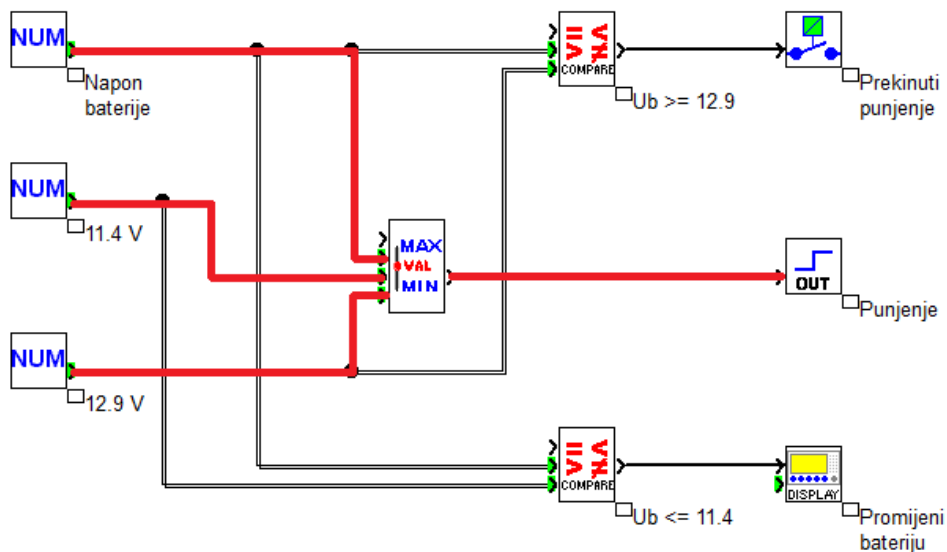 NUM
Napon
baterije
COMPARE
Ub >= 12.9
Prekinuti
punjenje
NUM
11.4 V
MAX
VAL
MIN
OUT
Punjenje
NUM
12.9 V
COMPARE
Ub <= 11.4
DISPLAY
Promijeni
bateriju